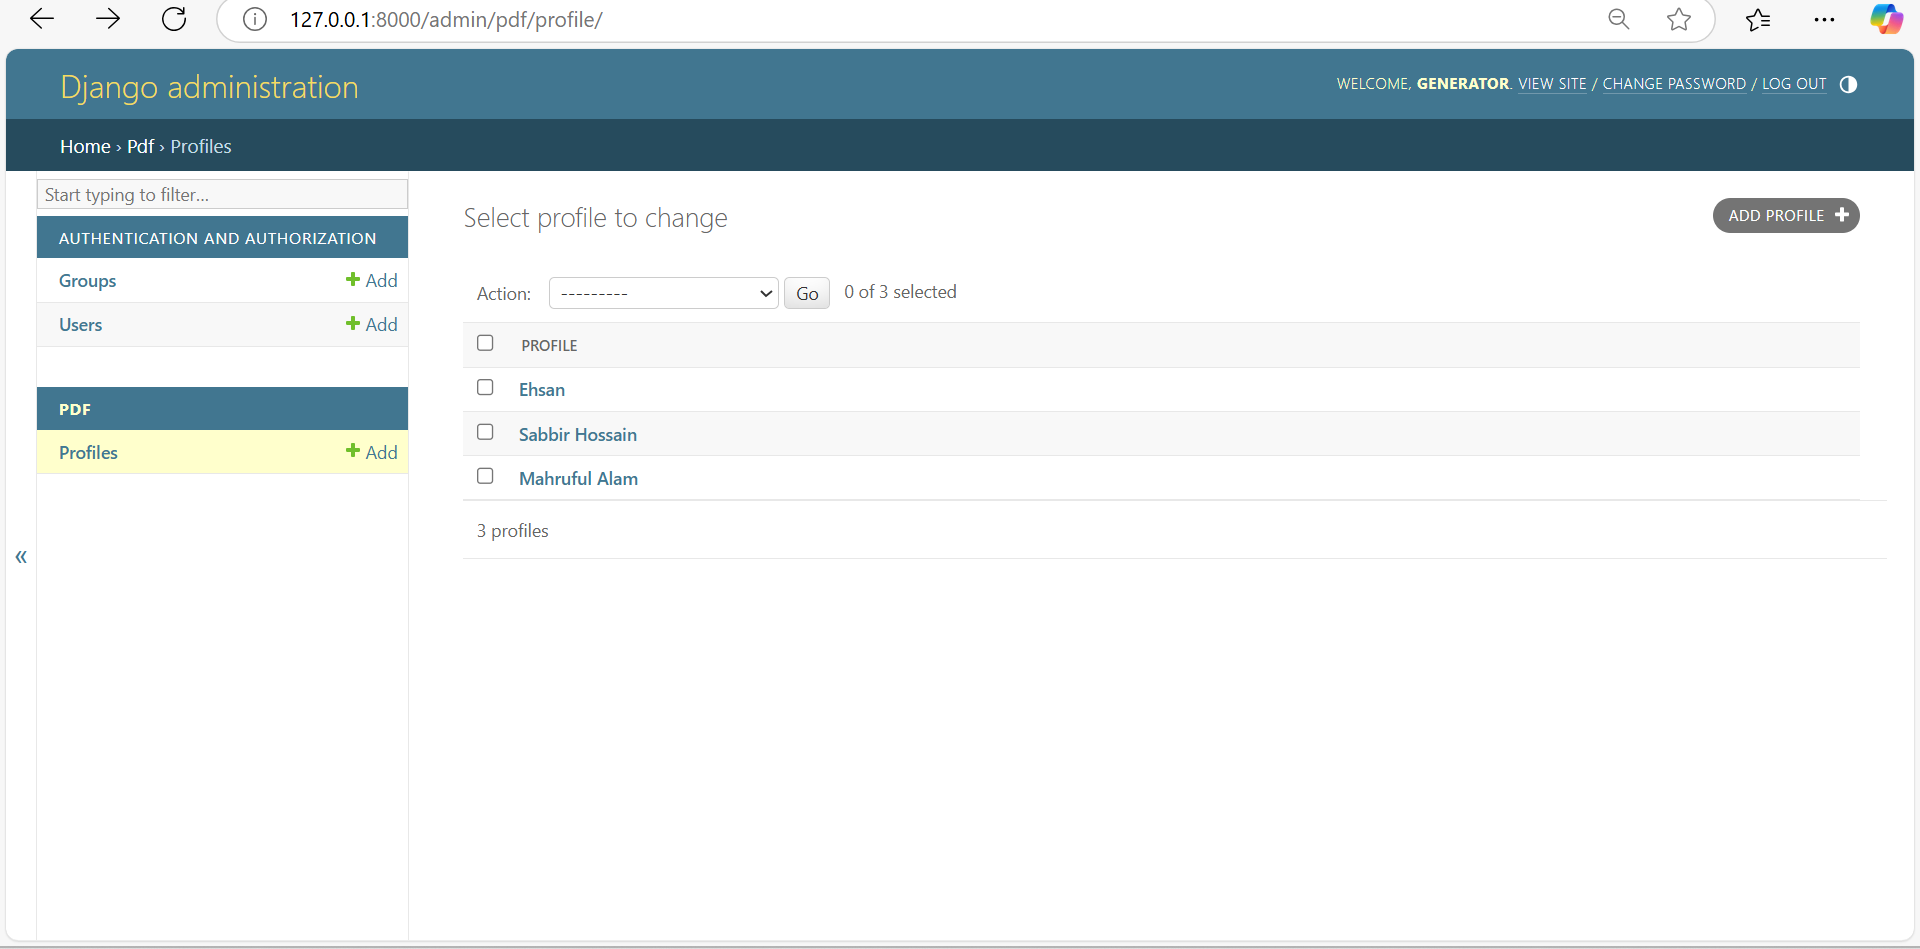 127.0.0.1:8000/admin/pdf/profile/
Django administration
WELCOME, GENERATOR. VIEW SITE / CHANGE PASSWORD / LOG OUT
Home › Pdf › Profiles
Start typing to filter...
AUTHENTICATION AND AUTHORIZATION
Groups
Add
Users
Add
PDF
Profiles
Add
«
Select profile to change
ADD PROFILE
Action:
---------
Go
0 of 3 selected
PROFILE
Ehsan
Sabbir Hossain
Mahruful Alam
3 profiles